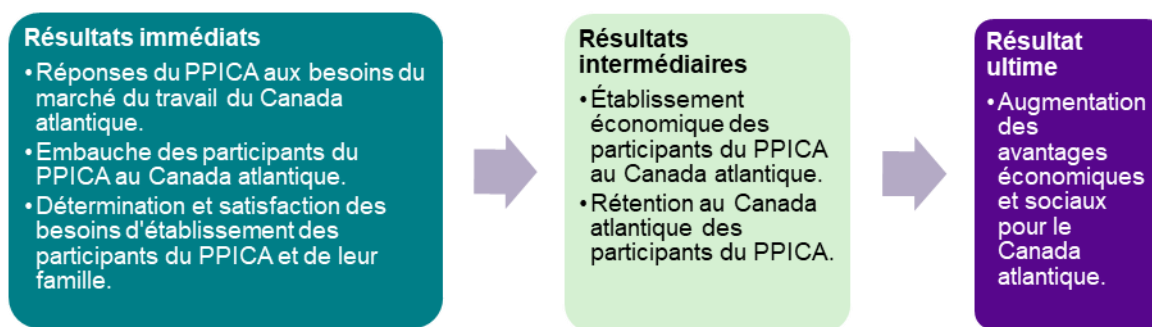 Résultats immédiats
•Réponses du PPICA aux besoins du
marché du travail du Canada
atlantique.
•Embauche des participants du
PPICA au Canada atlantique.
•Détermination et satisfaction des
besoins d'établissement des
participants du PPICA et de leur
famille.
Résultats
intermédiaires
•Établissement
économique des
participants du PPICA
au Canada atlantique.
•Rétention au Canada
atlantique des
participants du PPICA.
Résultat
ultime
•Augmentation
des
avantages
économiques
et sociaux
pour le
Canada
atlantique.